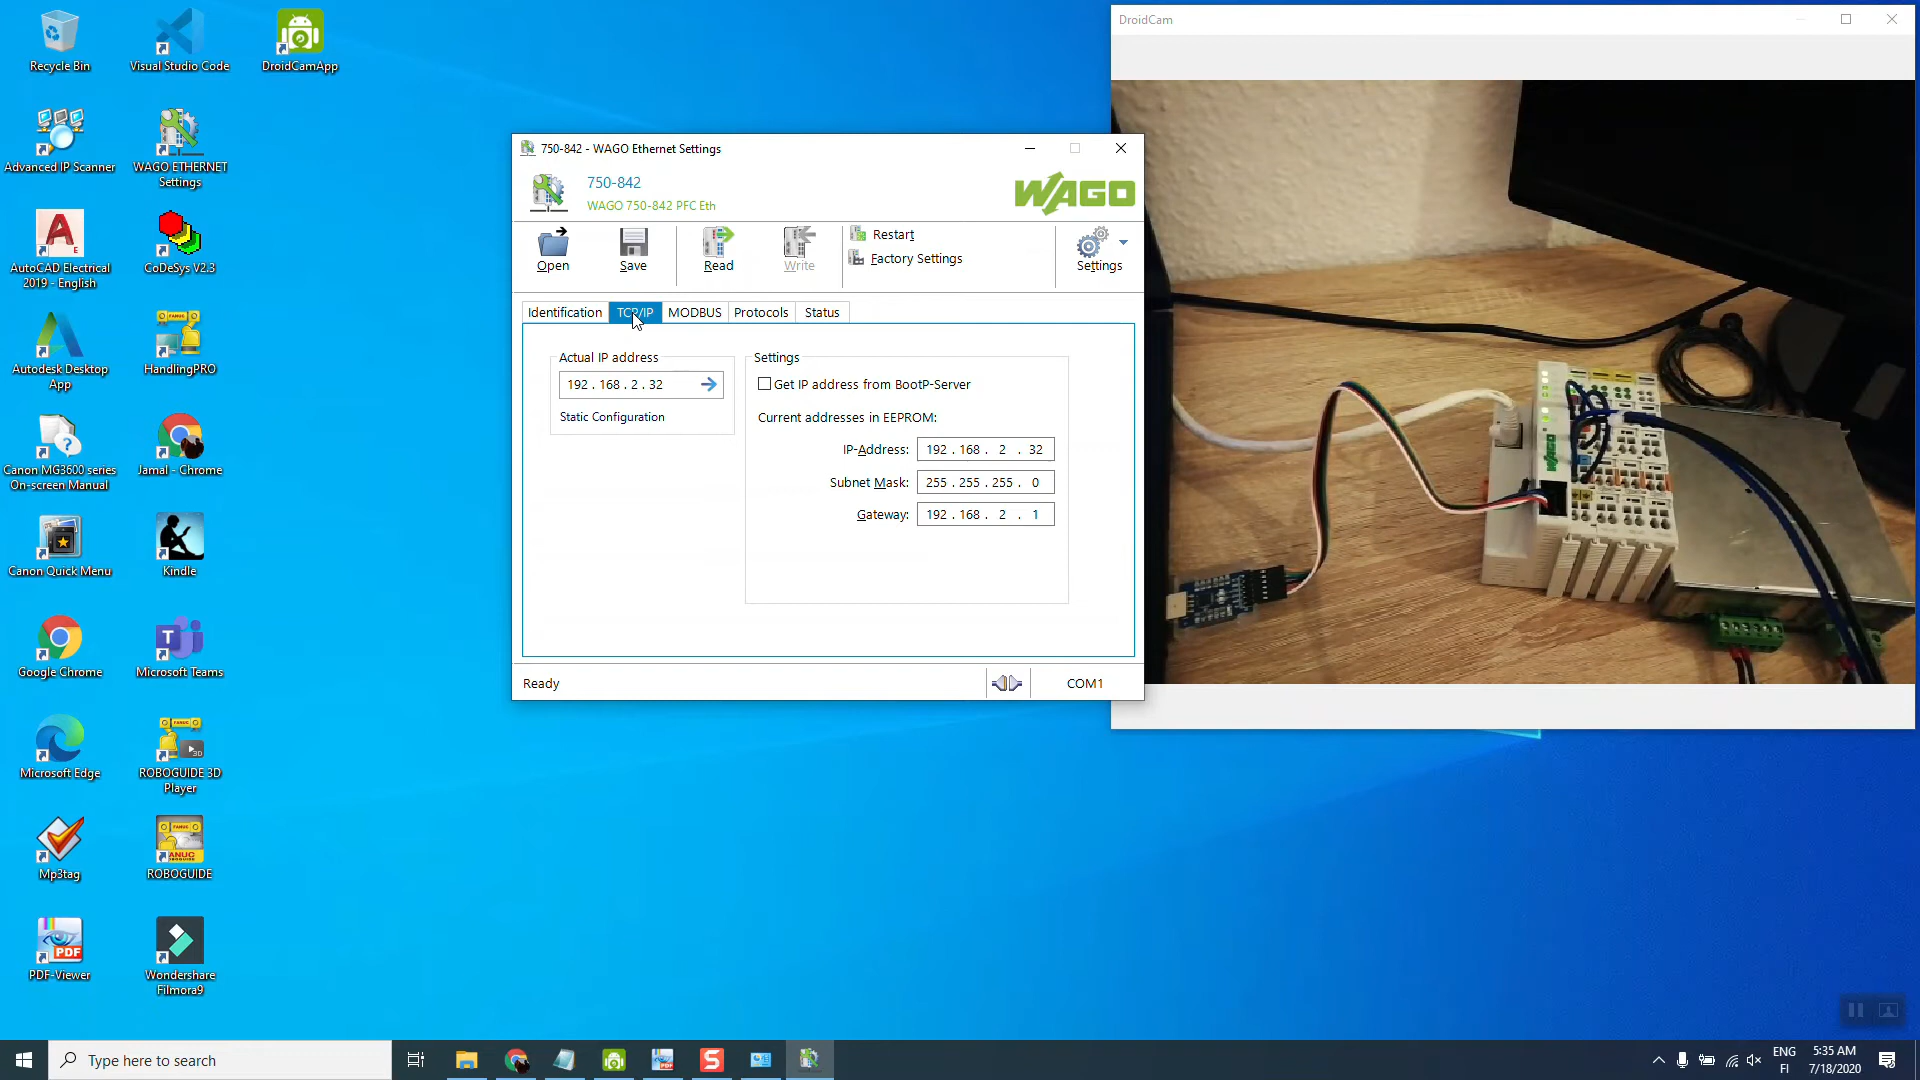 Recycle Bin
Visual Studio Code
DroidCamApp
Advanced IP Scanner
WAGO ETHERNET
Settings
AutoCAD Electrical
2019 - English
CoDeSys V2.3
Autodesk Desktop
App
HandlingPRO
Canon MG3600 series
On-screen Manual
Jamal - Chrome
Canon Quick Menu
Kindle
Google Chrome
Microsoft Teams
Microsoft Edge
ROBOGUIDE 3D
Player
Mp3tag
ROBOGUIDE
PDF-Viewer
Wondershare
Filmora9
750-842 - WAGO Ethernet Settings
750-842
WAGO 750-842 PFC Eth
WAGO
Open
Save
Read
Write
Restart
Factory Settings
Settings
Identification
TCP/IP
MODBUS
Protocols
Status
Actual IP address
192 . 168 . 2 . 32
Static Configuration
Settings
Get IP address from BootP-Server
Current addresses in EEPROM:
IP-Address: 192 . 168 . 2 . 32
Subnet Mask: 255 . 255 . 255 . 0
Gateway: 192 . 168 . 2 . 1
Ready
COM1
DroidCam
WAGO
Type here to search
ENG
FI
5:35 AM
7/18/2020